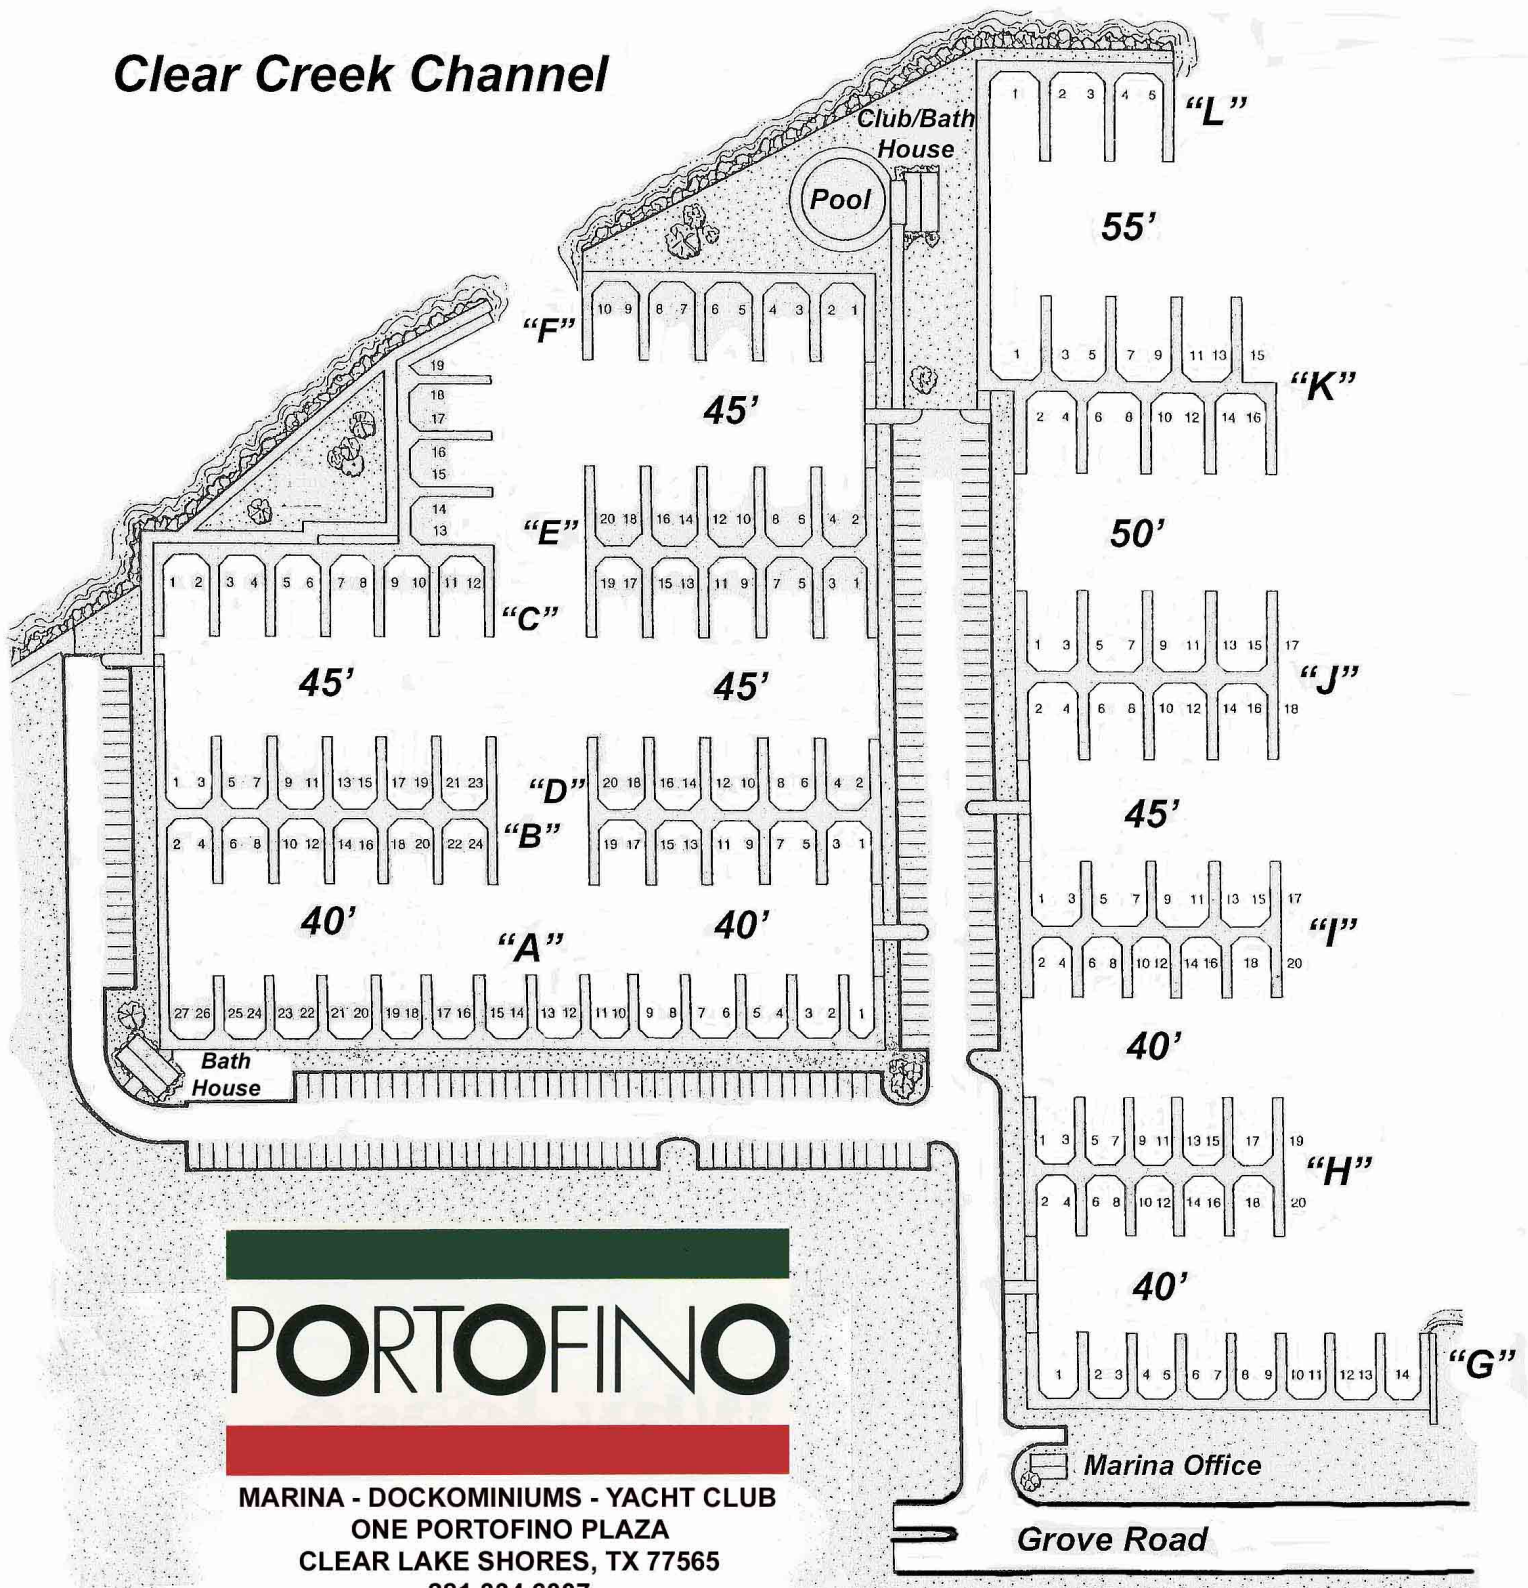 Clear Creek Channel
Club/Bath
House
Pool
1 2 3 4 5 “L”
55’
10 9 8 7 6 5 4 3 2 1
“F”
1 3 5 7 9 11 13 15
“K”
2 4 6 8 10 12 14 16
45’
19
18
17
16
15
14
13
50’
20 18 16 14 12 10 8 5 4 2
“E”
19 17 15 13 11 9 7 5 3 1
1 2 3 4 5 6 7 8 9 10 11 12
“C”
1 3 5 7 9 11 13 15 17
“J”
2 4 6 8 10 12 14 16 18
45’ 45’
1 3 5 7 9 11 13 15 17 19 21 23
“D”
20 18 16 14 12 10 8 6 4 2
45’
“B”
2 4 6 8 10 12 14 16 18 20 22 24
19 17 15 13 11 9 7 5 3 1
40’ “A” 40’
1 3 5 7 9 11 13 15 17
“I”
2 4 6 8 10 12 14 16 18 20
27 26 25 24 23 22 21 20 19 18 17 16 15 14 13 12 11 10 9 8 7 6 5 4 3 2 1
40’
Bath
House
1 3 5 7 9 11 13 15 17 19
“H”
2 4 6 8 10 12 14 16 18 20
40’
1 2 3 4 5 6 7 8 9 10 11 12 13 14
“G”
PORTOFINO
MARINA - DOCKOMINIUMS - YACHT CLUB
ONE PORTOFINO PLAZA
CLEAR LAKE SHORES, TX 77565
Marina Office
Grove Road